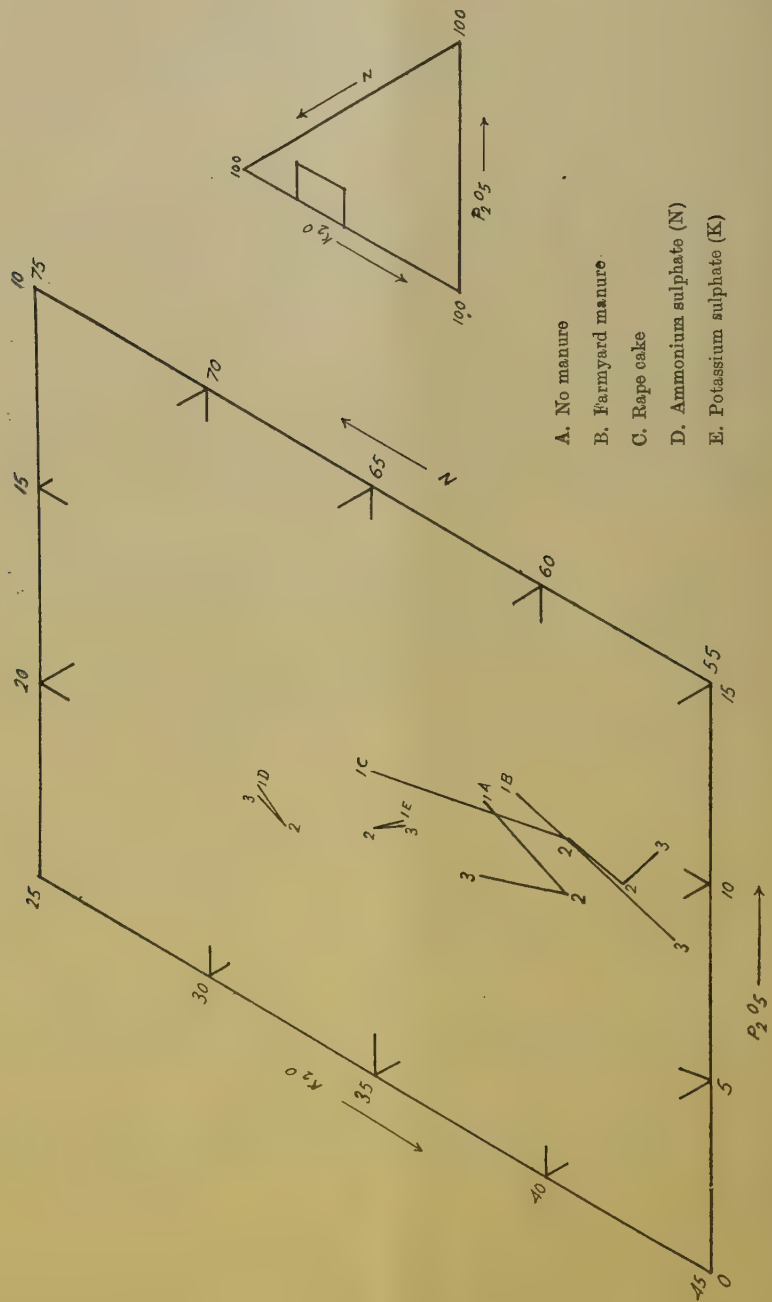 25
20
15
10
75
30
70
35
65
40
60
45
0
5
10
15
55
K₂O
N
P₂O₅
3
1D
2
1C
2
1E
3
3
1A
2
1B
2
2
3
3
100
K₂O
N
100
P₂O₅
100
A. No manure
B. Farmyard manure
C. Rape cake
D. Ammonium sulphate (N)
E. Potassium sulphate (K)